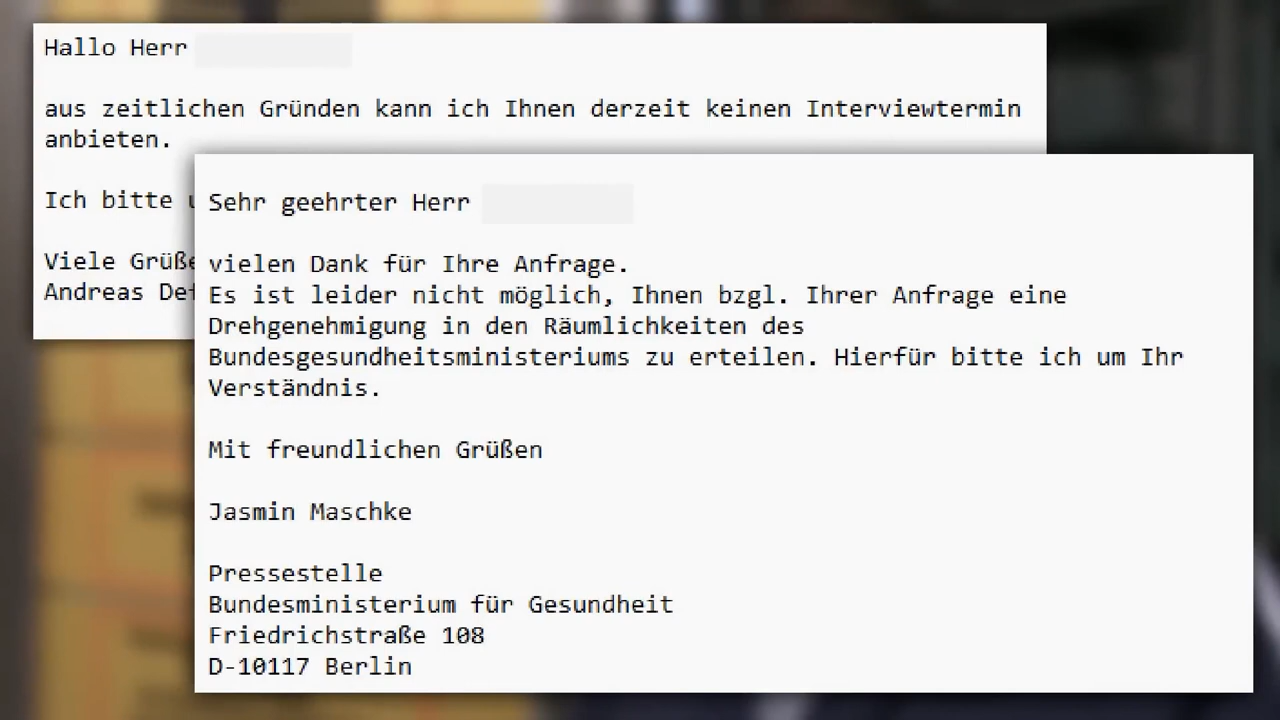 Hallo Herr
aus zeitlichen Gründen kann ich Ihnen derzeit keinen Interviewtermin
anbieten.
Ich bitte
Viele
Andreas
Sehr geehrter Herr
vielen Dank für Ihre Anfrage.
Es ist leider nicht möglich, Ihnen bzgl. Ihrer Anfrage eine
Drehgenehmigung in den Räumlichkeiten des
Bundesgesundheitsministeriums zu erteilen. Hierfür bitte ich um Ihr
Verständnis.
Mit freundlichen Grüßen
Jasmin Maschke
Pressestelle
Bundesministerium für Gesundheit
Friedrichstraße 108
D-10117 Berlin